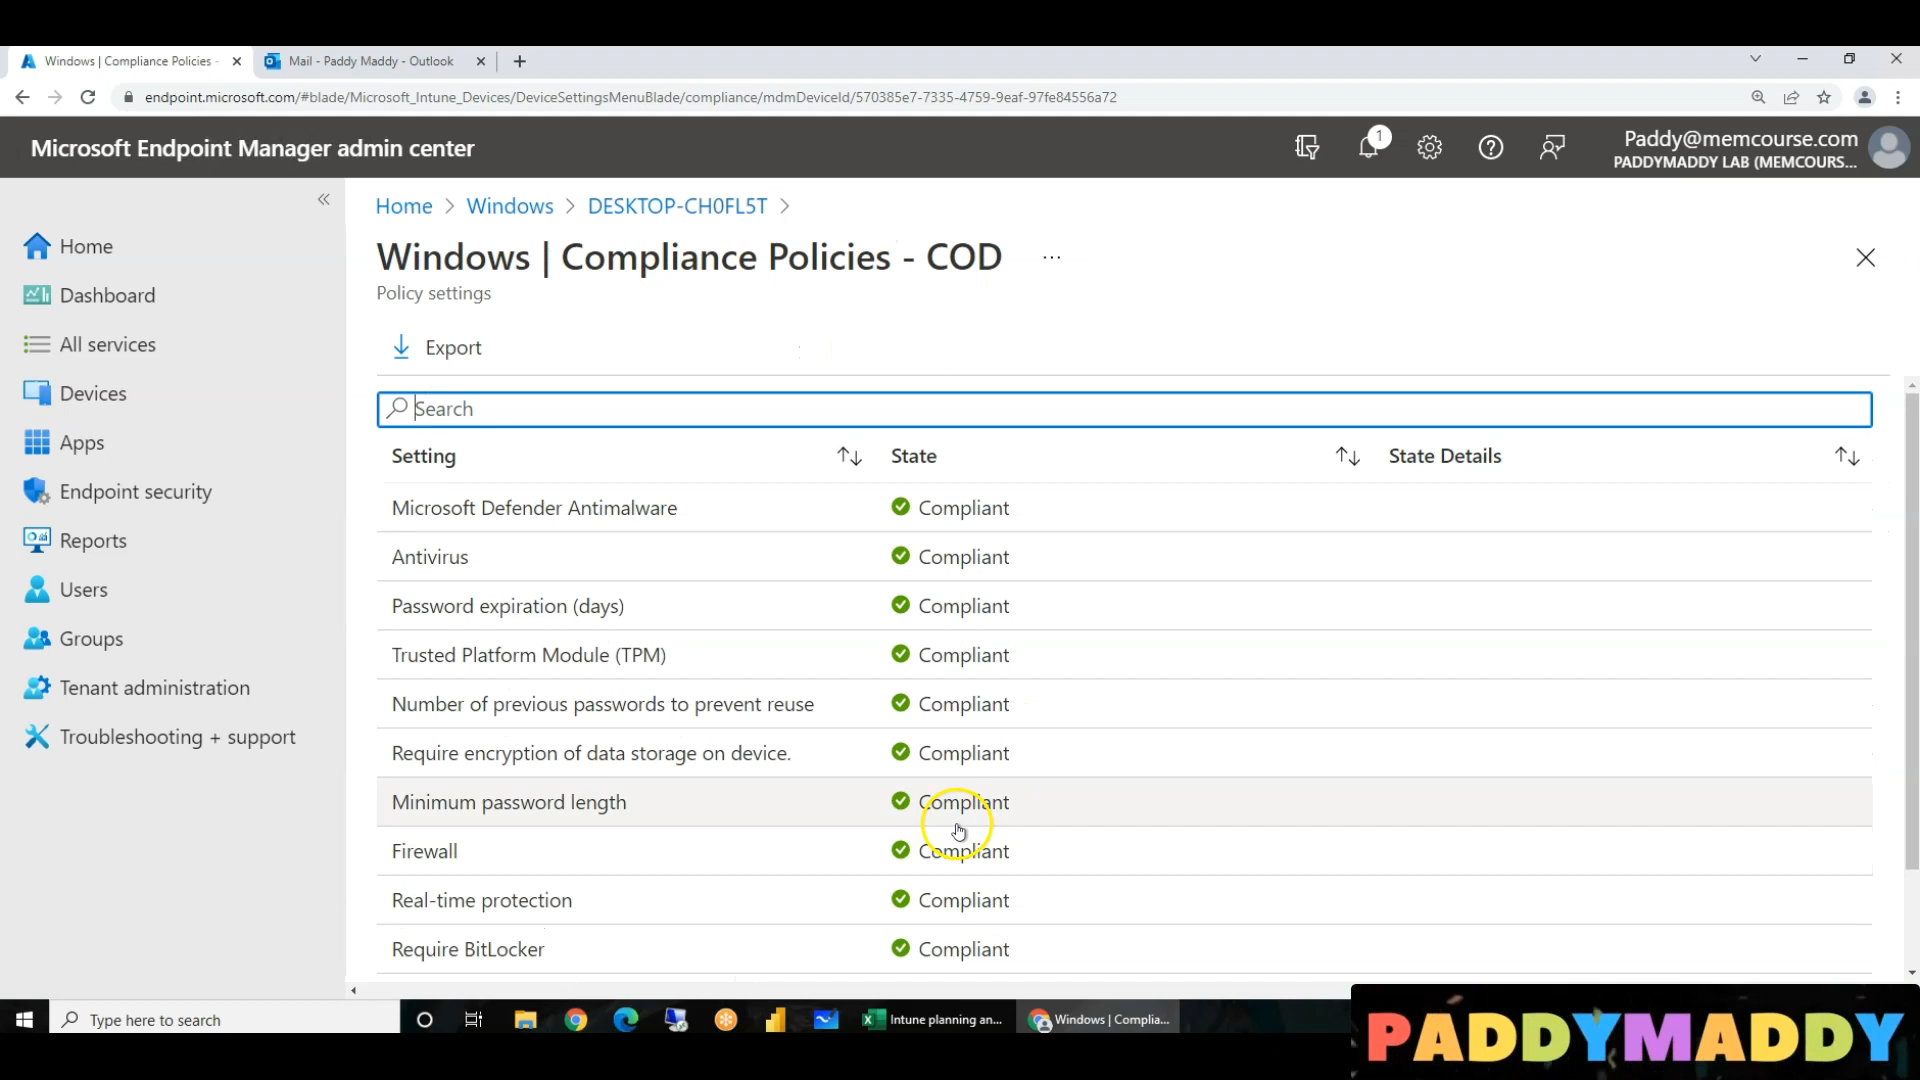 Windows | Compliance Policies -
Mail - Paddy Maddy - Outlook
endpoint.microsoft.com/#blade/Microsoft_Intune_Devices/DeviceSettingsMenuBlade/compliance/mdmDeviceId/570385e7-7335-4759-9eaf-97fe84556a72
Microsoft Endpoint Manager admin center
1
Paddy@memcourse.com
PADDYMADDY LAB (MEMCOURS...
Home
Dashboard
All services
Devices
Apps
Endpoint security
Reports
Users
Groups
Tenant administration
Troubleshooting + support
Home > Windows > DESKTOP-CH0FL5T >
Windows | Compliance Policies - COD ...
Policy settings
Export
Search
Setting State State Details
Microsoft Defender Antimalware Compliant
Antivirus Compliant
Password expiration (days) Compliant
Trusted Platform Module (TPM) Compliant
Number of previous passwords to prevent reuse Compliant
Require encryption of data storage on device. Compliant
Minimum password length Compliant
Firewall Compliant
Real-time protection Compliant
Require BitLocker Compliant
Type here to search
Intune planning an...
Windows | Complia...
PADDYMADDY